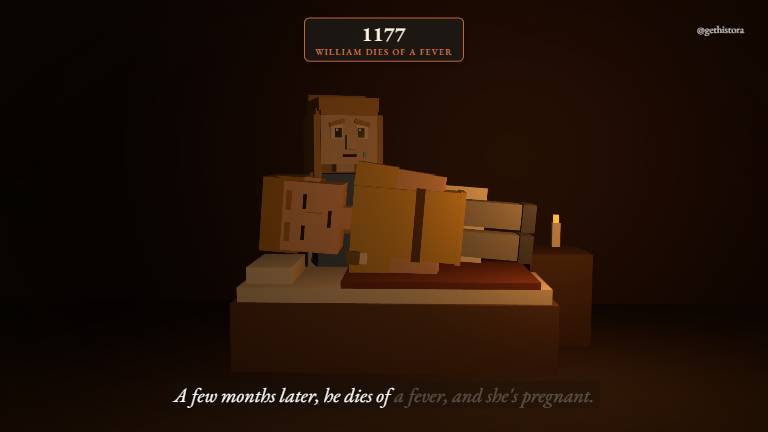 1177
WILLIAM DIES OF A FEVER
@gethistora
A few months later, he dies of a fever, and she's pregnant.